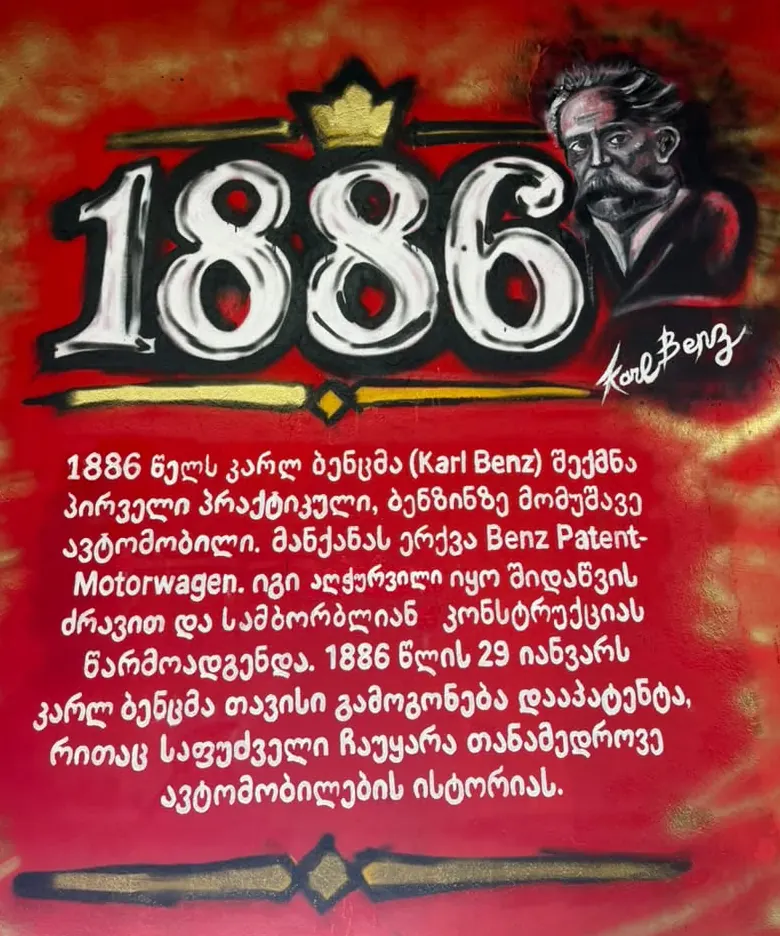 1886
Karl Benz
1886 წელს კარლ ბენცმა (Karl Benz) შექმნა
პირველი პრაქტიკული, ბენზინზე მომუშავე
ავტომობილი. მანქანას ერქვა Benz Patent-
Motorwagen. იგი აღჭურვილი იყო შიდაწვის
ძრავით და სამბორბლიან კონსტრუქციას
წარმოადგენდა. 1886 წლის 29 იანვარს
კარლ ბენცმა თავისი გამოგონება დააპატენტა,
რითაც საფუძველი ჩაუყარა თანამედროვე
ავტომობილების ისტორიას.